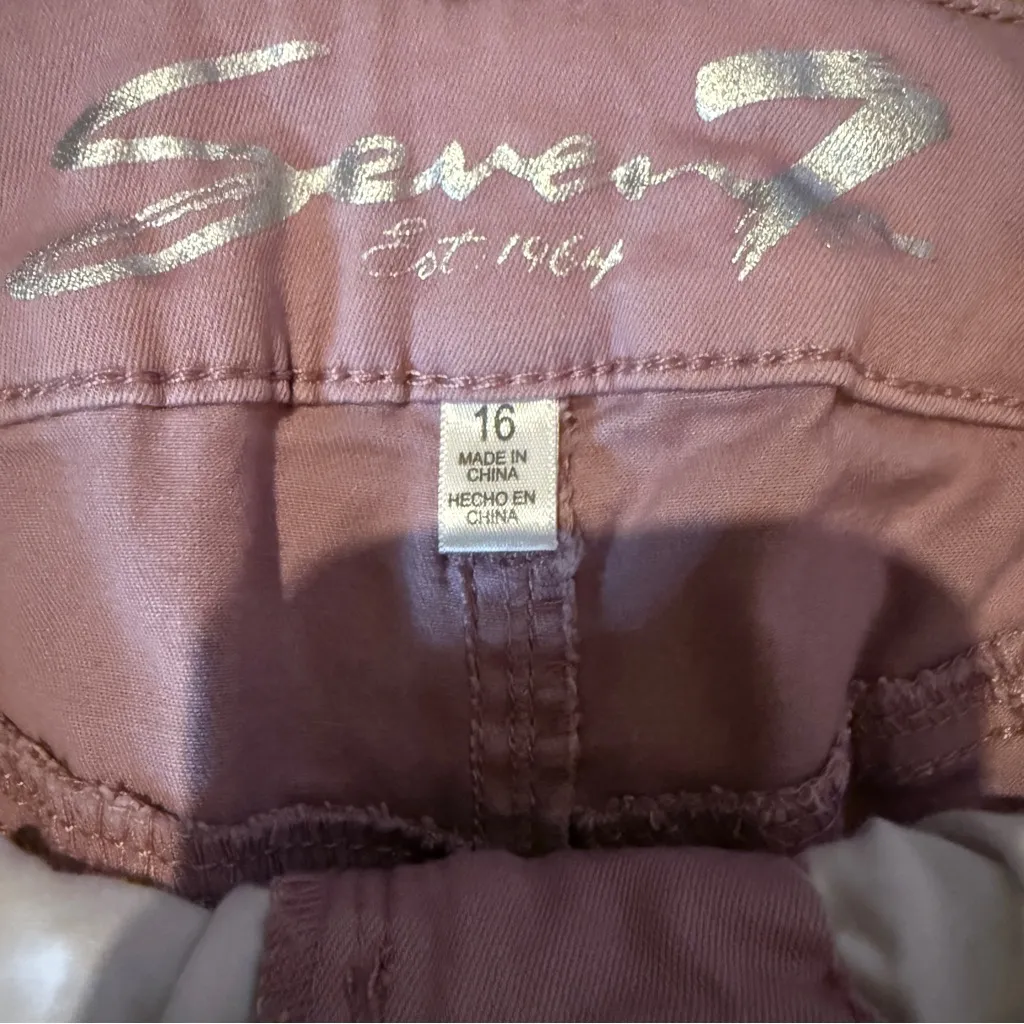 Seven7
Est. 1964
16
MADE IN
CHINA
HECHO EN
CHINA